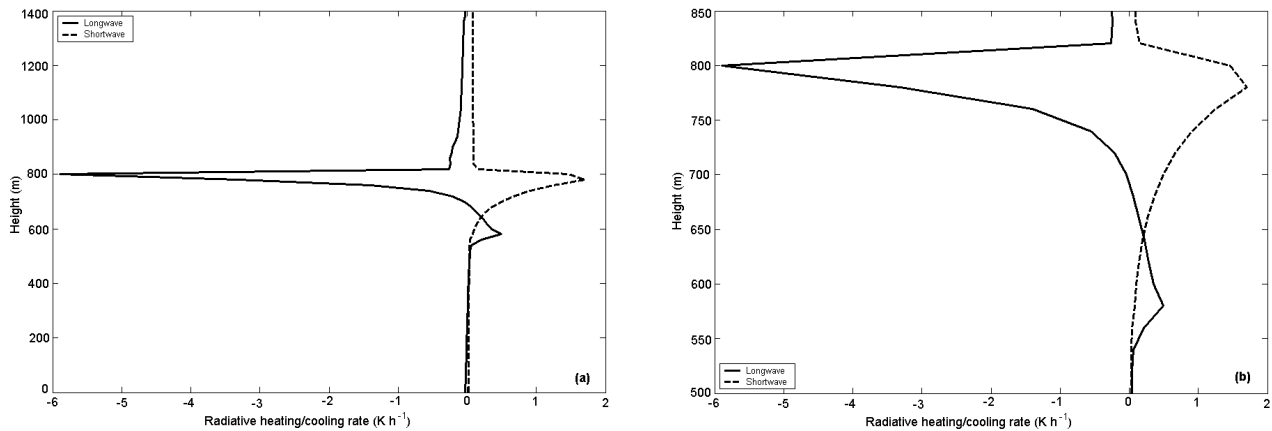 1400
1200
1000
800
600
400
200
0
Height (m)
Longwave
Shortwave
(a)
-6 -5 -4 -3 -2 -1 0 1 2
Radiative heating/cooling rate (K h⁻¹)
850
800
750
700
650
600
550
500
Height (m)
Longwave
Shortwave
(b)
-6 -5 -4 -3 -2 -1 0 1 2
Radiative heating/cooling rate (K h⁻¹)